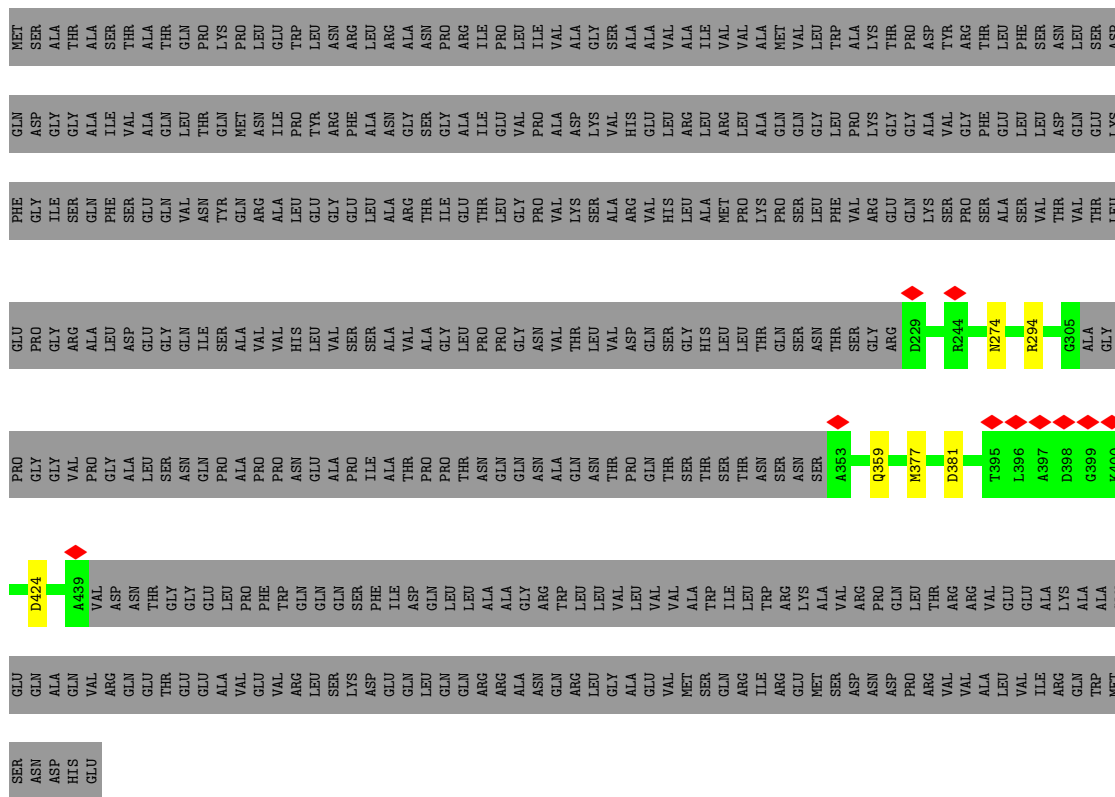 MET SER ALA THR ALA SER THR ALA THR GLN PRO LYS PRO LEU GLU TRP LEU ASN ARG LEU ARG ALA ASN PRO ARG ILE PRO LEU ILE VAL ALA GLY SER ALA ALA VAL ALA ILE VAL VAL ALA MET VAL LEU TRP ALA LYS THR PRO ASP TYR ARG THR LEU PHE SER ASN LEU SER ASP
GLN ASP GLY GLY ALA ILE VAL ALA GLN LEU THR GLN MET ASN ILE PRO TYR ARG PHE ALA ASN GLY SER GLY ALA ILE GLU VAL PRO ALA ASP LYS VAL HIS GLU LEU ARG LEU ARG LEU ALA GLN GLN GLY LEU PRO LYS GLY GLY ALA VAL GLY PHE GLU LEU LEU ASP GLN GLU LYS
PHE GLY ILE SER GLN PHE SER GLU GLN VAL ASN TYR GLN ARG ALA LEU GLU GLY GLU LEU ALA ARG THR ILE GLU THR LEU GLY PRO VAL LYS SER ALA ARG VAL HIS LEU ALA MET PRO LYS PRO SER LEU PHE VAL ARG GLU GLN LYS SER PRO SER ALA SER VAL THR VAL THR LEU
GLU PRO GLY ARG ALA LEU ASP GLU GLY GLN ILE SER ALA VAL VAL HIS LEU VAL SER SER ALA VAL ALA GLY LEU PRO PRO GLY ASN VAL THR LEU VAL ASP GLN SER GLY HIS LEU LEU THR GLN SER ASN THR SER GLY ARG D229 R244 N274 R294 G305 ALA GLY
PRO GLY GLY VAL PRO GLY ALA LEU SER ASN GLN PRO ALA PRO PRO ASN GLU ALA PRO ILE ALA THR PRO PRO THR ASN GLN GLN ASN ALA GLN ASN THR PRO GLN THR SER THR SER THR ASN SER ASN SER A353 Q359 M377 D381 T395 L396 A397 D398 G399 K400
D424 A439 VAL ASP ASN THR GLY GLY GLU LEU PRO PHE TRP GLN GLN GLN SER PHE ILE ASP GLN LEU LEU ALA ALA GLY ARG TRP LEU LEU VAL LEU VAL VAL ALA TRP ILE LEU TRP ARG LYS ALA VAL ARG PRO GLN LEU THR ARG ARG VAL GLU GLU ALA LYS ALA ALA
GLU GLN ALA GLN VAL ARG GLN GLU THR GLU GLU ALA VAL GLU VAL ARG LEU SER LYS ASP GLU GLN LEU GLN GLN ARG ARG ALA ASN GLN ARG LEU GLY ALA GLU VAL MET SER GLN ARG ILE ARG GLU MET SER ASP ASN ASP PRO ARG VAL VAL ALA LEU VAL ILE ARG GLN TRP MET
SER ASN ASP HIS GLU